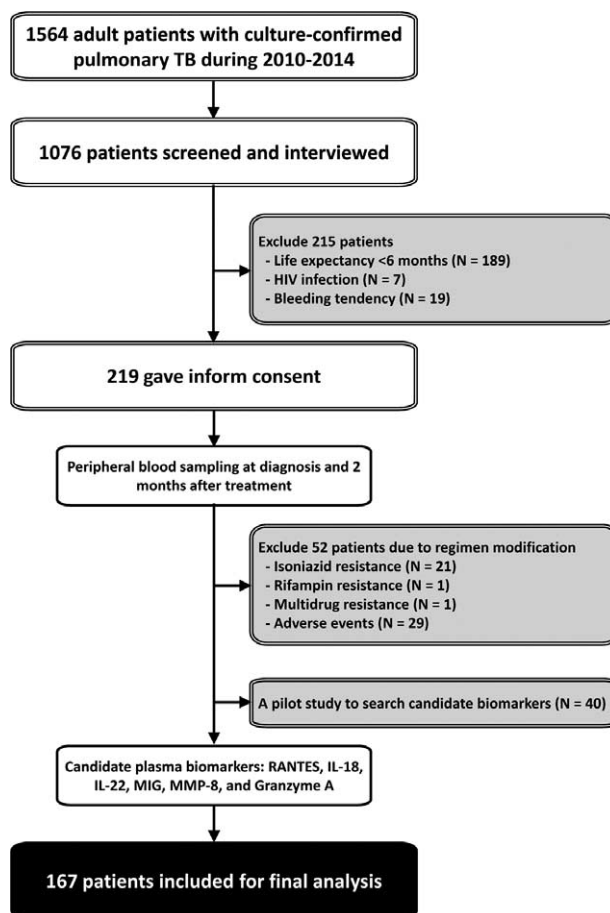 1564 adult patients with culture-confirmed
pulmonary TB during 2010-2014
1076 patients screened and interviewed
Exclude 215 patients
- Life expectancy <6 months (N = 189)
- HIV infection (N = 7)
- Bleeding tendency (N = 19)
219 gave inform consent
Peripheral blood sampling at diagnosis and 2
months after treatment
Exclude 52 patients due to regimen modification
- Isoniazid resistance (N = 21)
- Rifampin resistance (N = 1)
- Multidrug resistance (N = 1)
- Adverse events (N = 29)
A pilot study to search candidate biomarkers (N = 40)
Candidate plasma biomarkers: RANTES, IL-18,
IL-22, MIG, MMP-8, and Granzyme A
167 patients included for final analysis